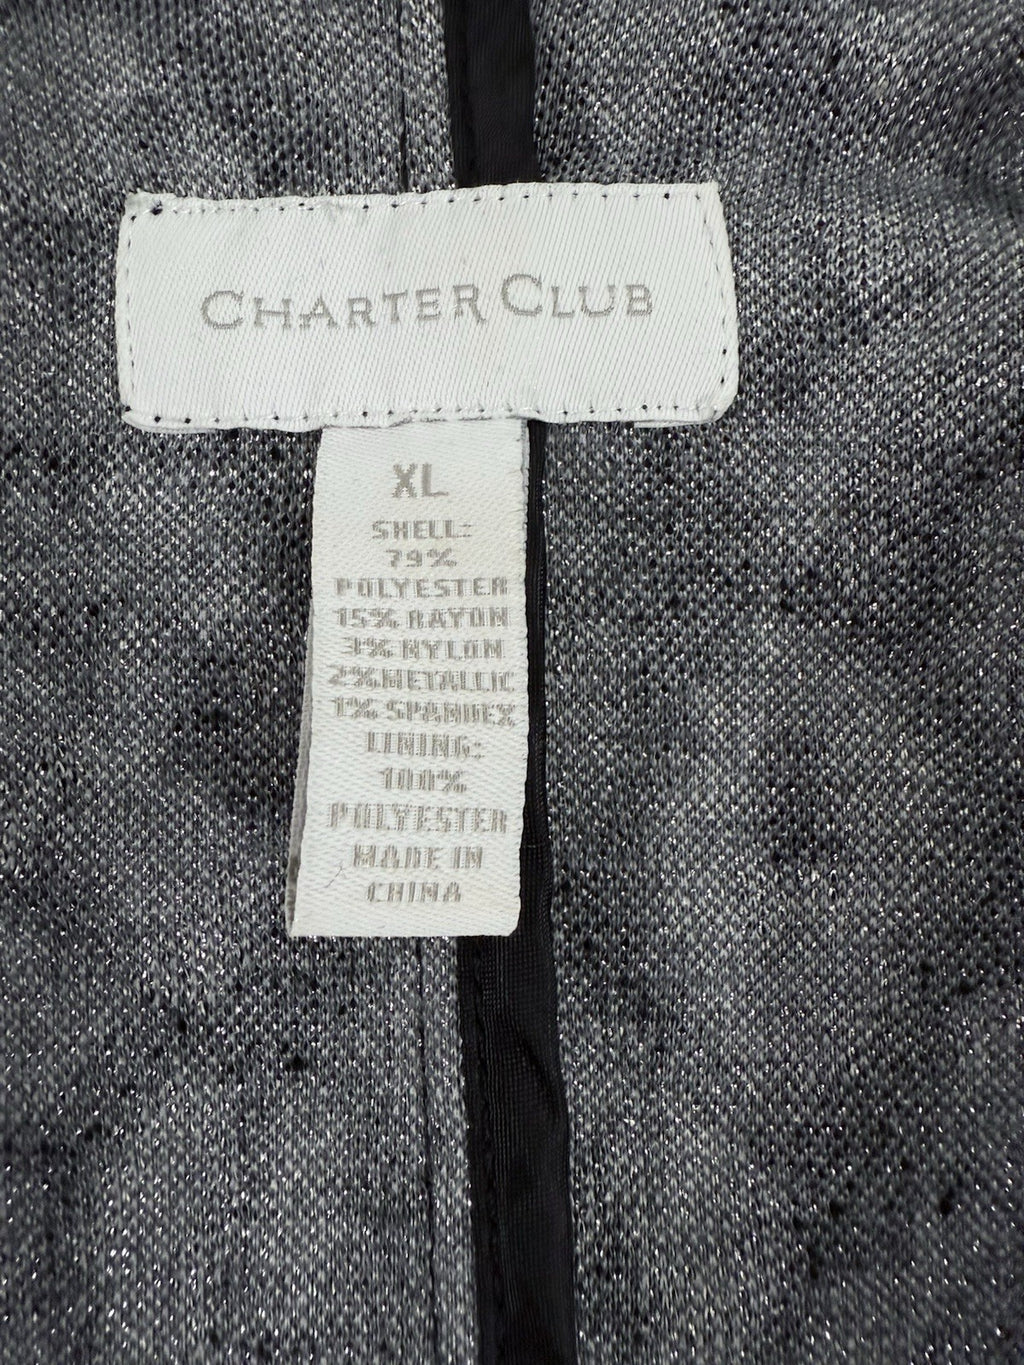 CHARTER CLUB
XL
SHELL:
79%
POLYESTER
15% RAYON
3% NYLON
2% METALLIC
1% SPANDEX
LINING:
100%
POLYESTER
MADE IN
CHINA